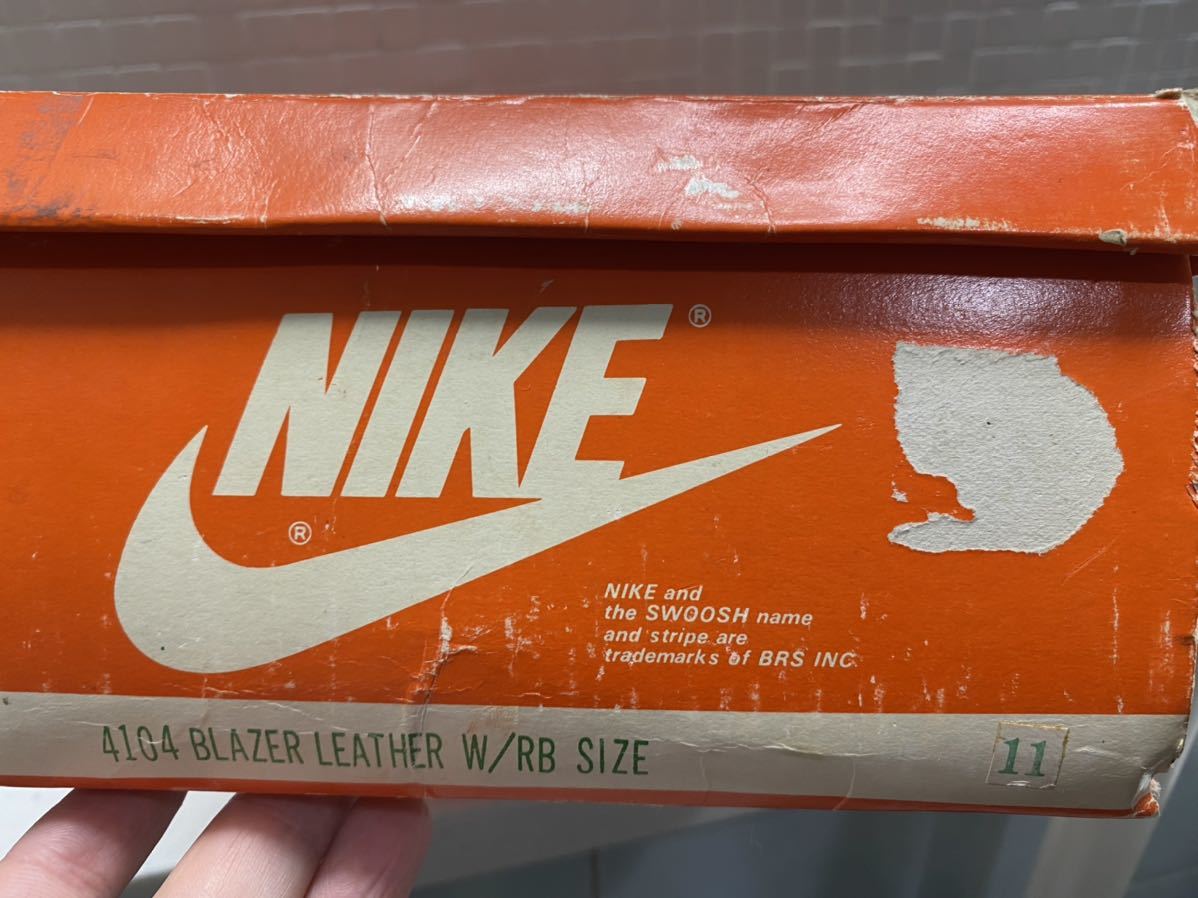 NIKE®
®
NIKE and
the SWOOSH name
and stripe are
trademarks of BRS INC.
4104 BLAZER LEATHER W/RB SIZE 11